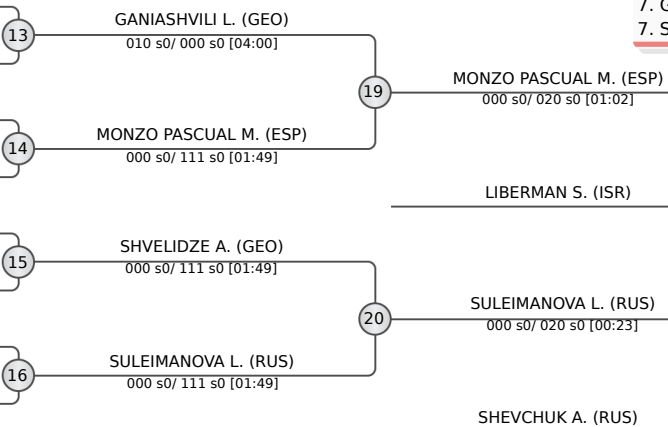 7. G
7. S
13
GANIASHVILI L. (GEO)
010 s0/ 000 s0 [04:00]
19
MONZO PASCUAL M. (ESP)
000 s0/ 020 s0 [01:02]
14
MONZO PASCUAL M. (ESP)
000 s0/ 111 s0 [01:49]
LIBERMAN S. (ISR)
15
SHVELIDZE A. (GEO)
000 s0/ 111 s0 [01:49]
20
SULEIMANOVA L. (RUS)
000 s0/ 020 s0 [00:23]
16
SULEIMANOVA L. (RUS)
000 s0/ 111 s0 [01:49]
SHEVCHUK A. (RUS)